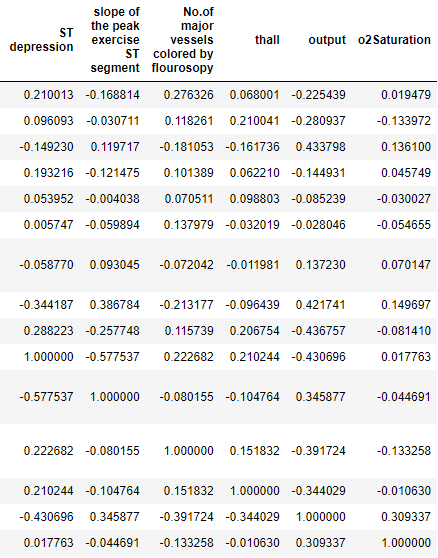 ST depression | slope of the peak exercise ST segment | No.of major vessels colored by flourosopy | thall | output | o2Saturation
0.210013 -0.168814 0.276326 0.068001 -0.225439 0.019479
0.096093 -0.030711 0.118261 0.210041 -0.280937 -0.133972
-0.149230 0.119717 -0.181053 -0.161736 0.433798 0.136100
0.193216 -0.121475 0.101389 0.062210 -0.144931 0.045749
0.053952 -0.004038 0.070511 0.098803 -0.085239 -0.030027
0.005747 -0.059894 0.137979 -0.032019 -0.028046 -0.054655
-0.058770 0.093045 -0.072042 -0.011981 0.137230 0.070147
-0.344187 0.386784 -0.213177 -0.096439 0.421741 0.149697
0.288223 -0.257748 0.115739 0.206754 -0.436757 -0.081410
1.000000 -0.577537 0.222682 0.210244 -0.430696 0.017763
-0.577537 1.000000 -0.080155 -0.104764 0.345877 -0.044691
0.222682 -0.080155 1.000000 0.151832 -0.391724 -0.133258
0.210244 -0.104764 0.151832 1.000000 -0.344029 -0.010630
-0.430696 0.345877 -0.391724 -0.344029 1.000000 0.309337
0.017763 -0.044691 -0.133258 -0.010630 0.309337 1.000000